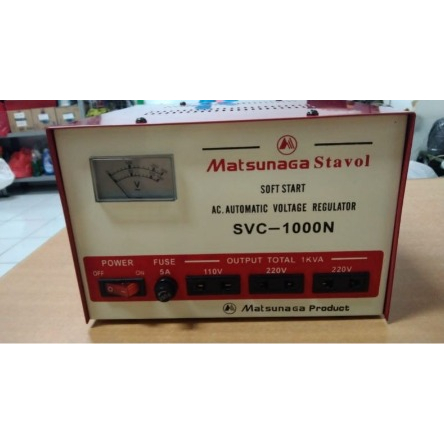 Matsunaga Stavol
SOFT START
AC. AUTOMATIC VOLTAGE REGULATOR
SVC-1000N
POWER FUSE OUTPUT TOTAL 1KVA
OFF ON 5A 110V 220V 220V
Matsunaga Product